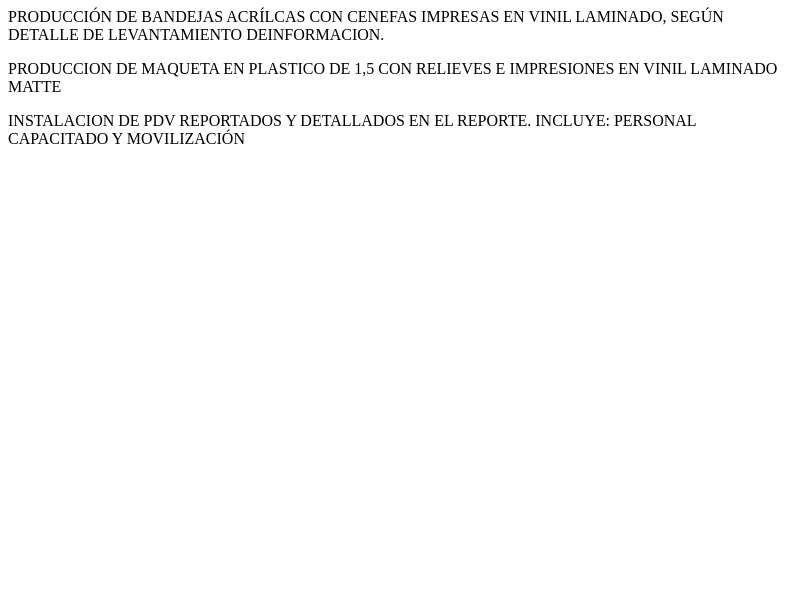 PRODUCCIÓN DE BANDEJAS ACRÍLCAS CON CENEFAS IMPRESAS EN VINIL LAMINADO, SEGÚN
DETALLE DE LEVANTAMIENTO DEINFORMACION.
PRODUCCION DE MAQUETA EN PLASTICO DE 1,5 CON RELIEVES E IMPRESIONES EN VINIL LAMINADO
MATTE
INSTALACION DE PDV REPORTADOS Y DETALLADOS EN EL REPORTE. INCLUYE: PERSONAL
CAPACITADO Y MOVILIZACIÓN